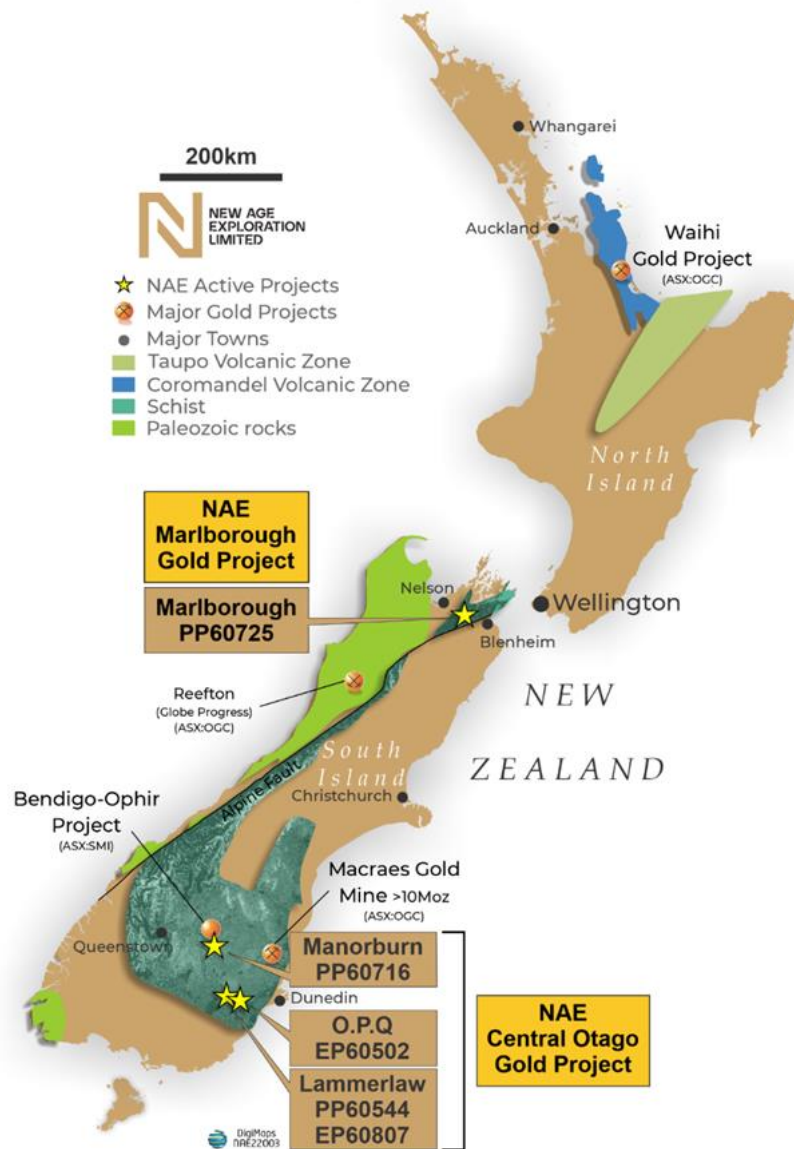 Whangarei
200km
NEW AGE
EXPLORATION
LIMITED
Auckland
Waihi
Gold Project
(ASX:OGC)
NAE Active Projects
Major Gold Projects
Major Towns
Taupo Volcanic Zone
Coromandel Volcanic Zone
Schist
Paleozoic rocks
North
Island
NAE
Marlborough
Gold Project
Marlborough
PP60725
Nelson
Wellington
Blenheim
Reefton
(Globe Progress)
(ASX:OGC)
NEW
ZEALAND
South
Island
Alpine Fault
Christchurch
Bendigo-Ophir
Project
(ASX:SMI)
Macraes Gold
Mine >10Moz
(ASX:OGC)
Queenstown
Manorburn
PP60716
Dunedin
O.P.Q
EP60502
Lammerlaw
PP60544
EP60807
NAE
Central Otago
Gold Project
DigiMaps
NAE22003